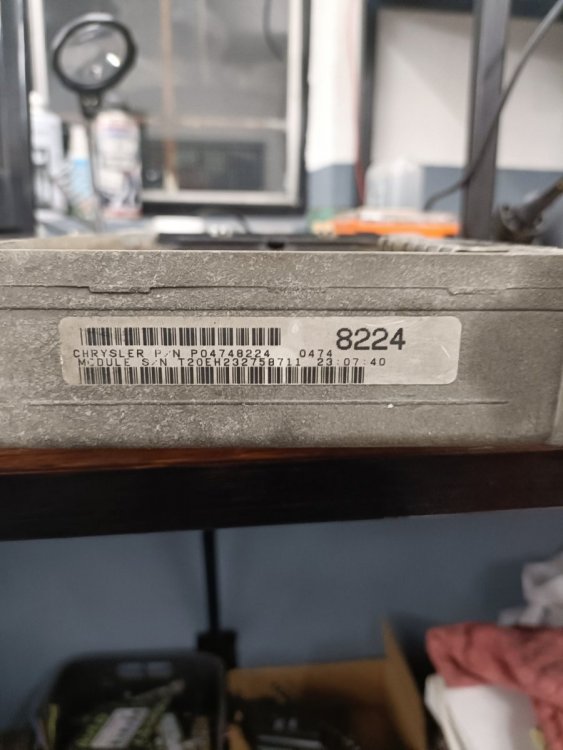 8224
CHRYSLER P/N P04748224 0474
MODULE S/N T20EH232758711 23:07:40